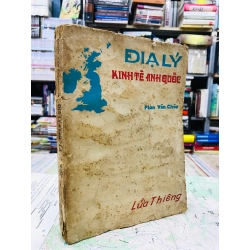 ĐỊA LÝ
KINH TẾ ANH QUỐC
Lửa Thiêng